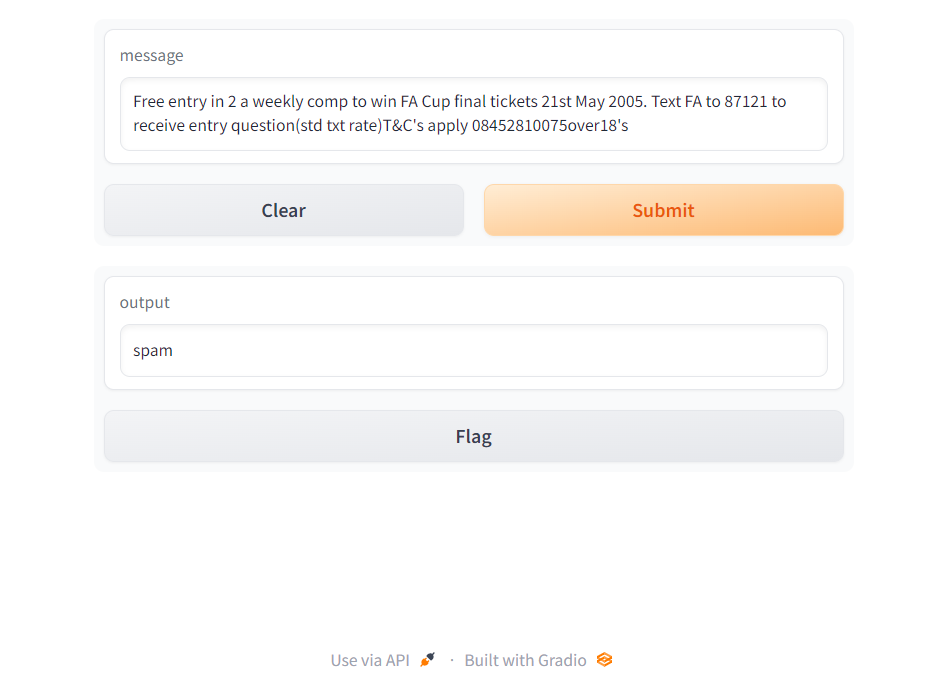 message
Free entry in 2 a weekly comp to win FA Cup final tickets 21st May 2005. Text FA to 87121 to
receive entry question(std txt rate)T&C's apply 08452810075over18's
Clear
Submit
output
spam
Flag
Use via API · Built with Gradio